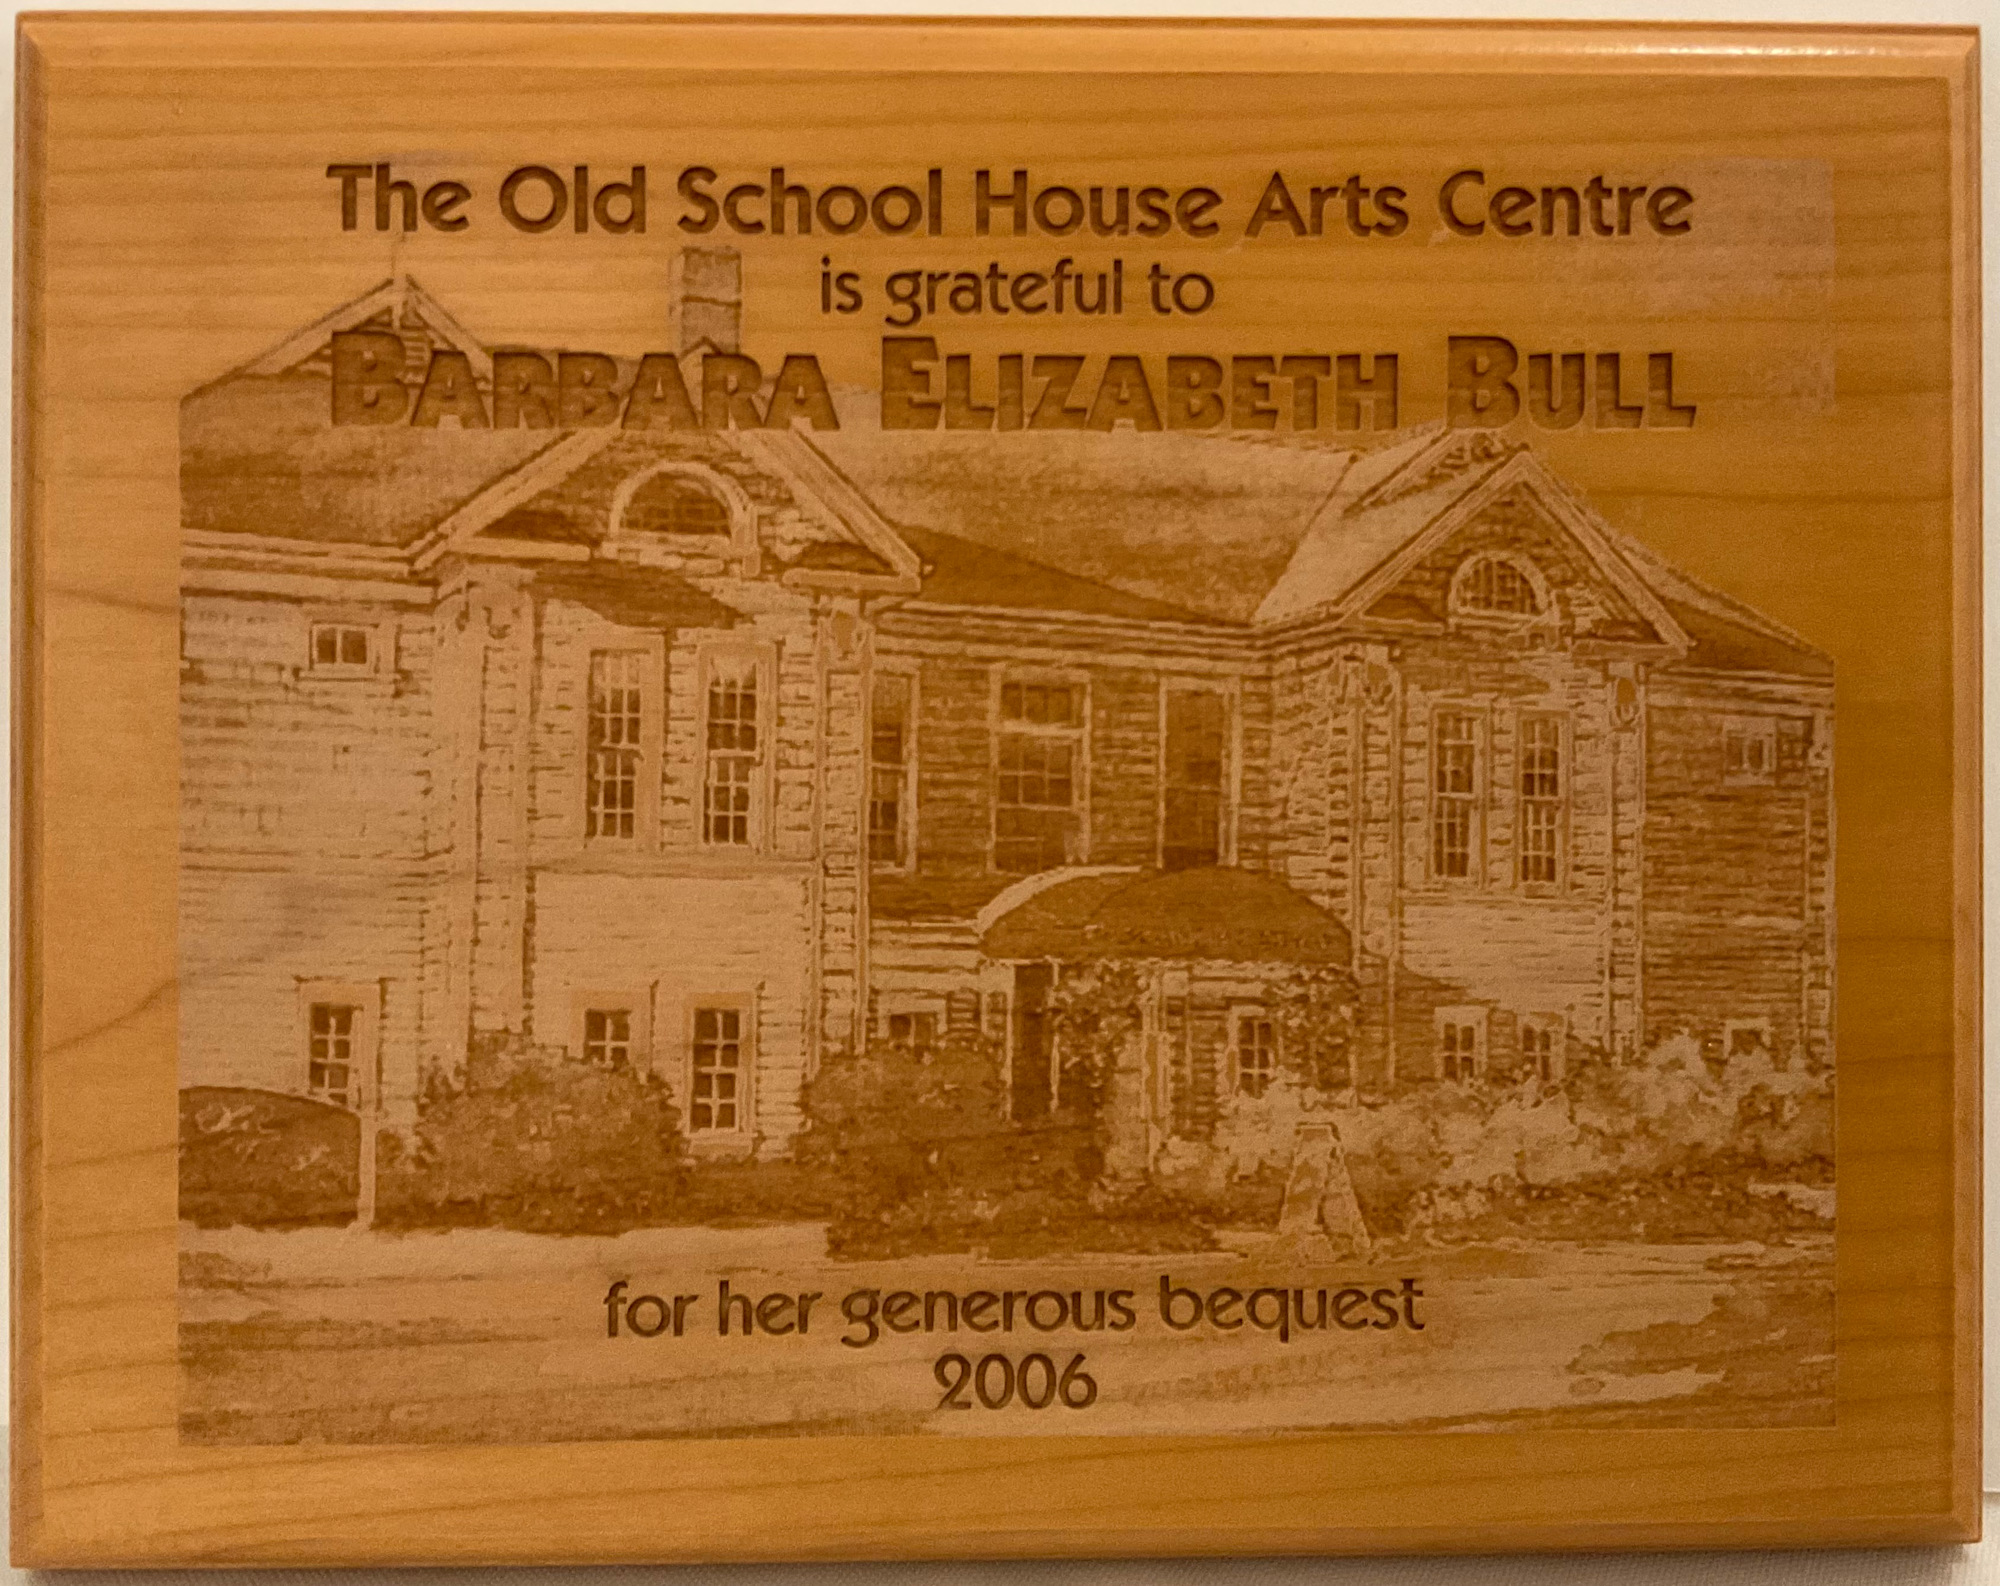 The Old School House Arts Centre
is grateful to
BARBARA ELIZABETH BULL
for her generous bequest
2006